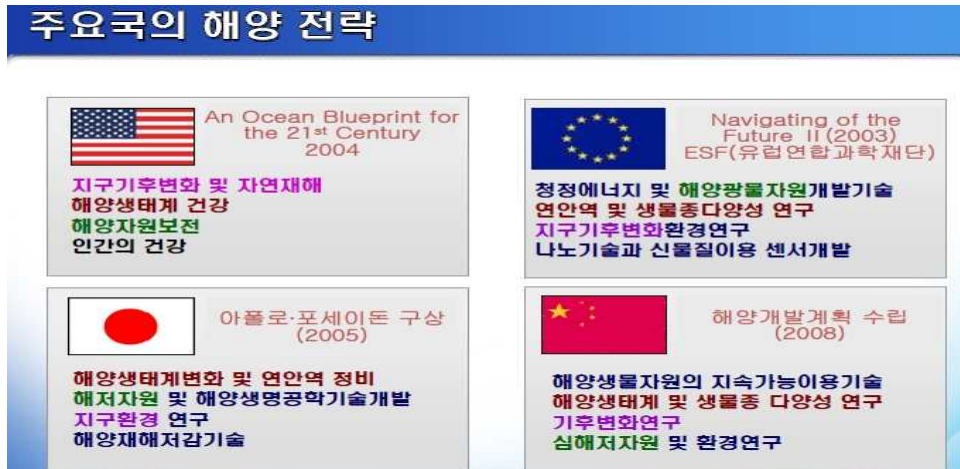 주요국의 해양 전략
An Ocean Blueprint for
the 21st Century
2004
지구기후변화 및 자연재해
해양생태계 건강
해양자원보전
인간의 건강
Navigating of the
Future II(2003)
ESF(유럽연합과학재단)
청정에너지 및 해양광물자원개발기술
연안역 및 생물종다양성 연구
지구기후변화환경연구
나노기술과 신물질이용 센서개발
아폴로·포세이돈 구상
(2005)
해양생태계변화 및 연안역 정비
해저자원 및 해양생명공학기술개발
지구환경 연구
해양재해저감기술
해양개발계획 수립
(2008)
해양생물자원의 지속가능이용기술
해양생태계 및 생물종 다양성 연구
기후변화연구
심해저자원 및 환경연구